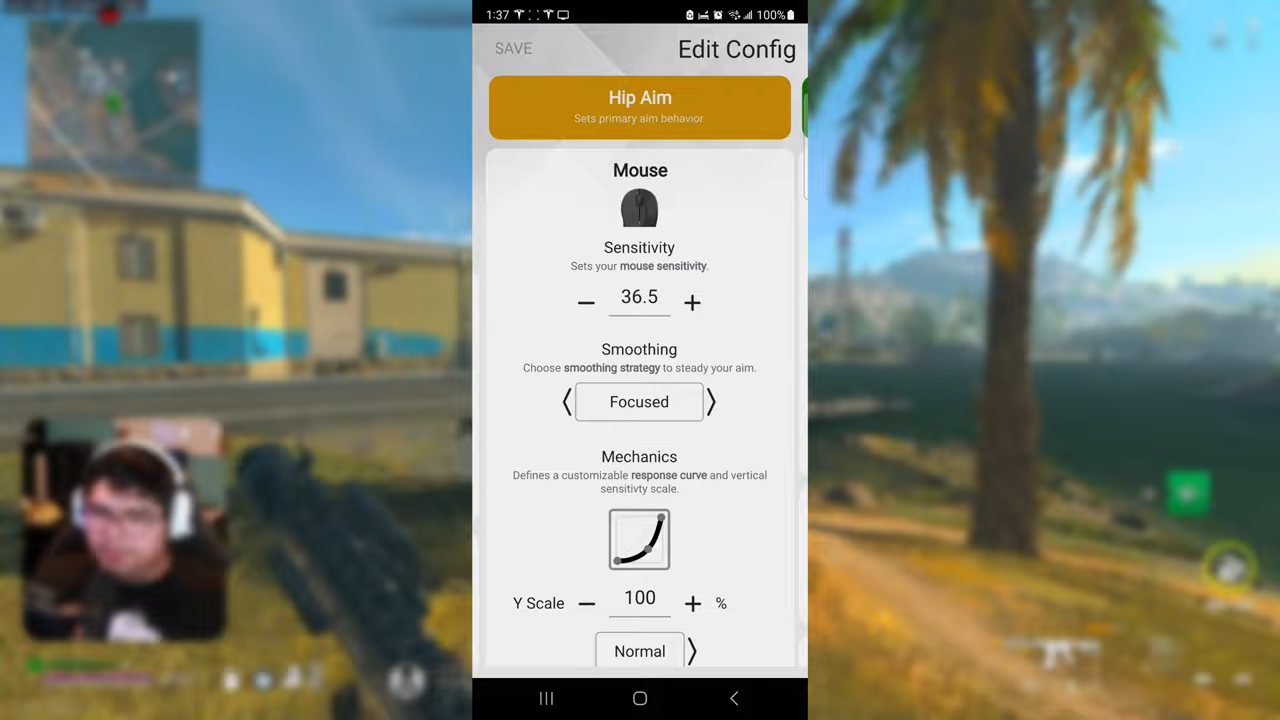 1:37
100%
SAVE
Edit Config
Hip Aim
Sets primary aim behavior
Mouse
Sensitivity
Sets your mouse sensitivity.
− 36.5 +
Smoothing
Choose smoothing strategy to steady your aim.
Focused
Mechanics
Defines a customizable response curve and vertical
sensitivty scale.
Y Scale − 100 + %
Normal